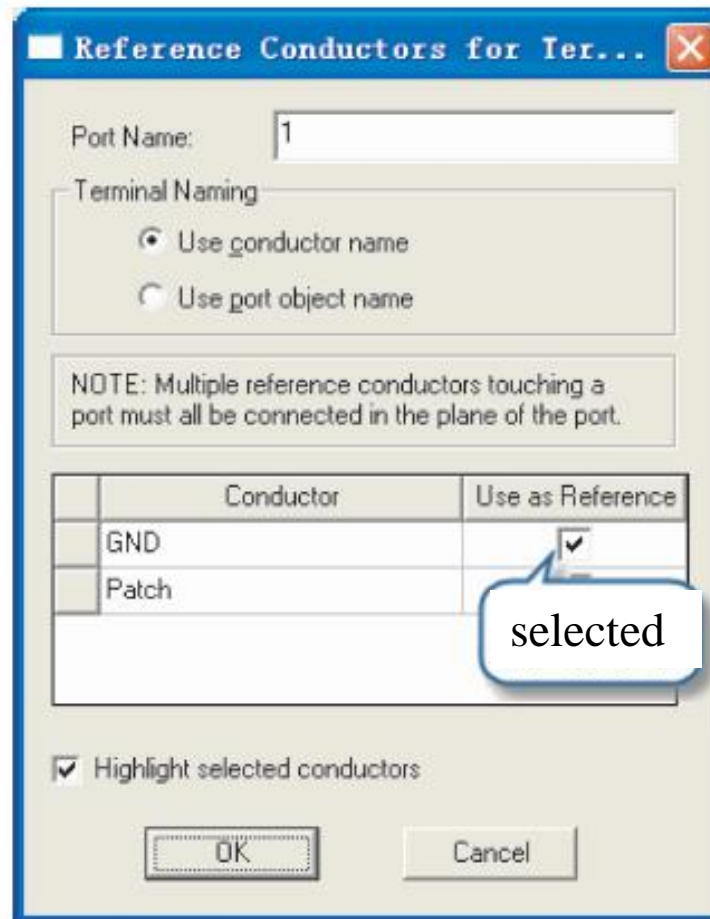 Reference Conductors for Ter...
Port Name: 1
Terminal Naming
Use conductor name
Use port object name
NOTE: Multiple reference conductors touching a
port must all be connected in the plane of the port.
Conductor Use as Reference
GND
Patch
selected
Highlight selected conductors
OK Cancel